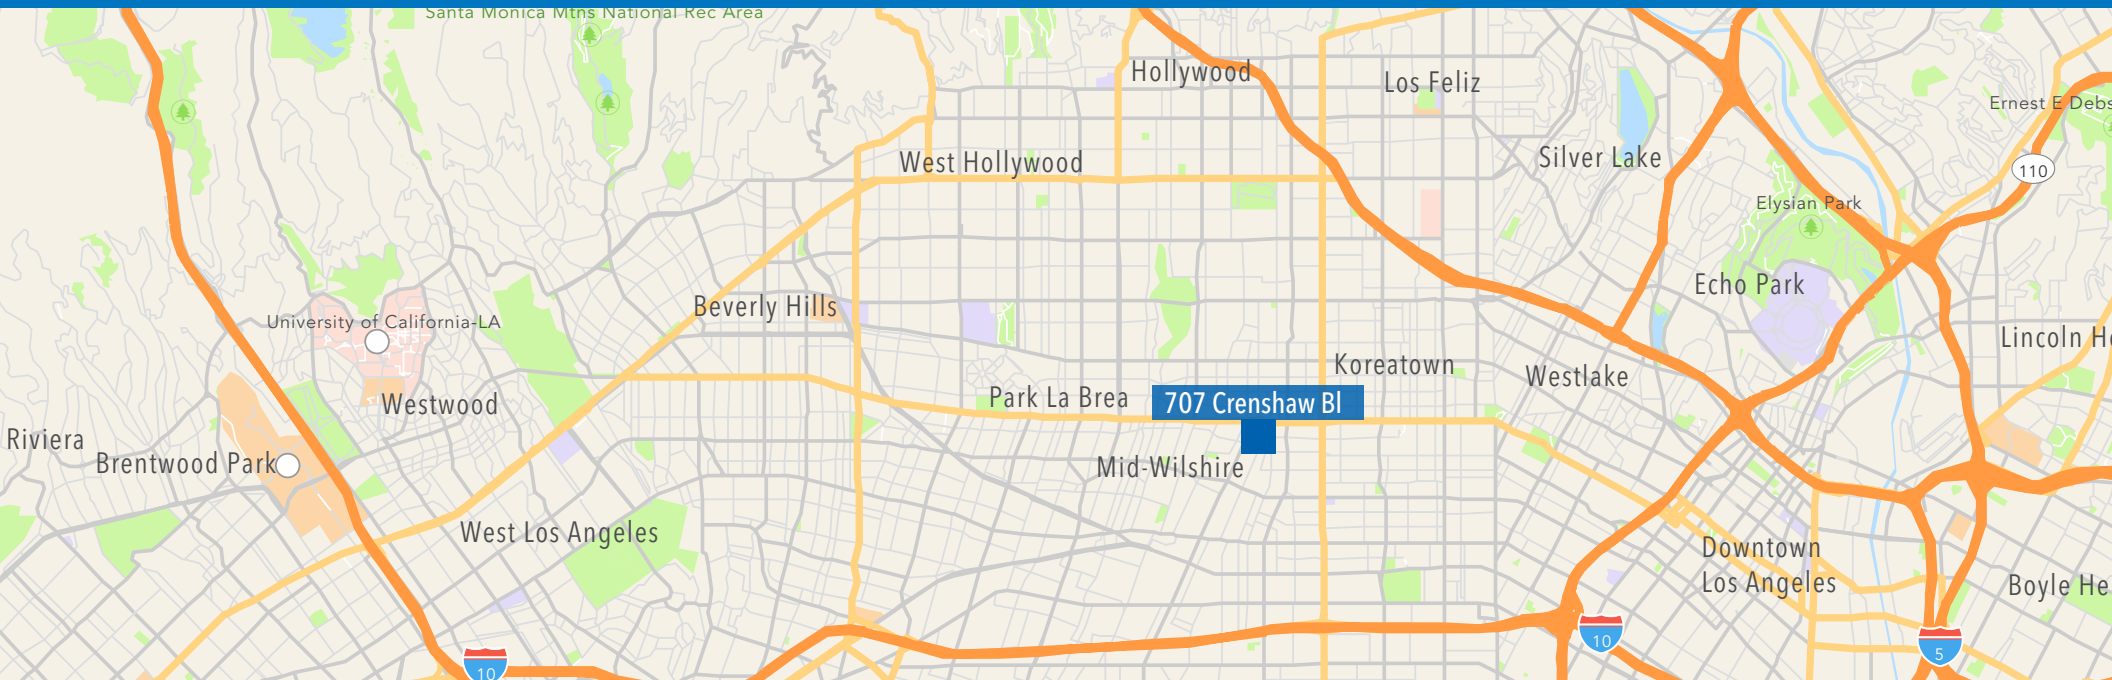 Santa Monica Mtns National Rec Area
Hollywood
Los Feliz
Ernest E Debs
West Hollywood
Silver Lake
110
Elysian Park
Echo Park
Beverly Hills
University of California-LA
Lincoln He
Koreatown
Westlake
Park La Brea
707 Crenshaw Bl
Westwood
Riviera
Brentwood Park
Mid-Wilshire
West Los Angeles
Downtown
Los Angeles
Boyle He
10
10
5